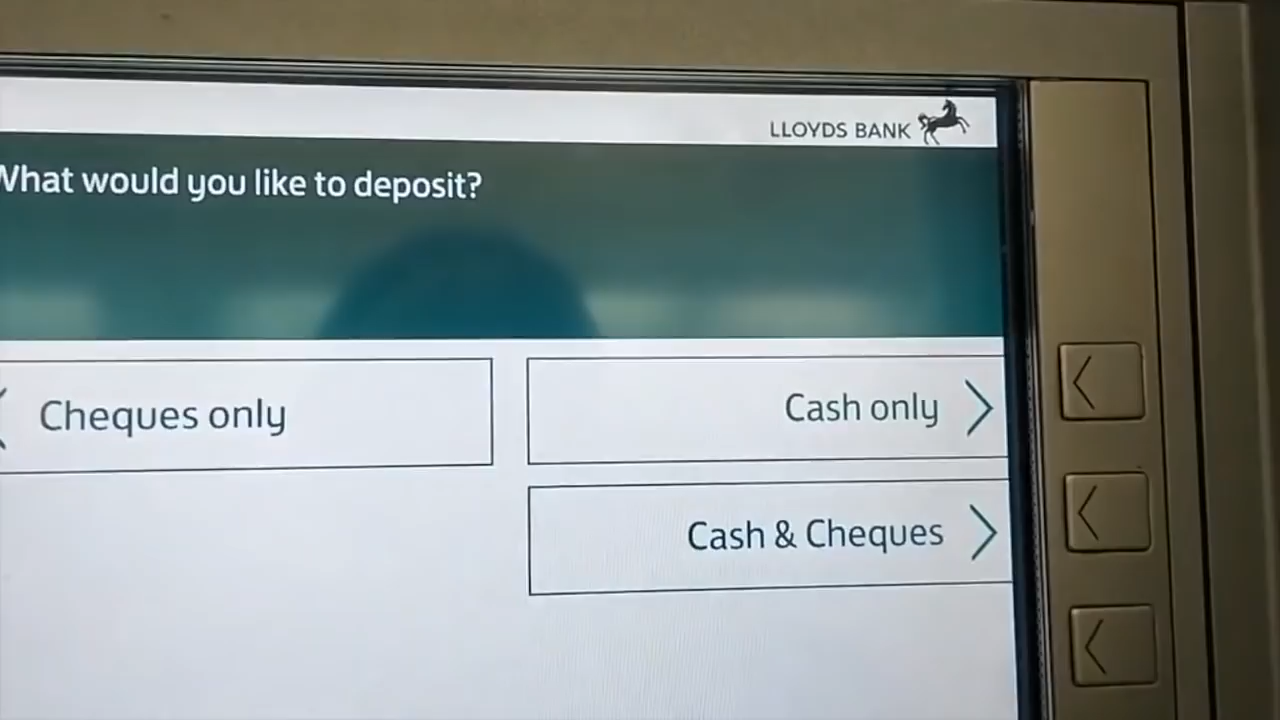 LLOYDS BANK
What would you like to deposit?
Cheques only
Cash only
Cash & Cheques